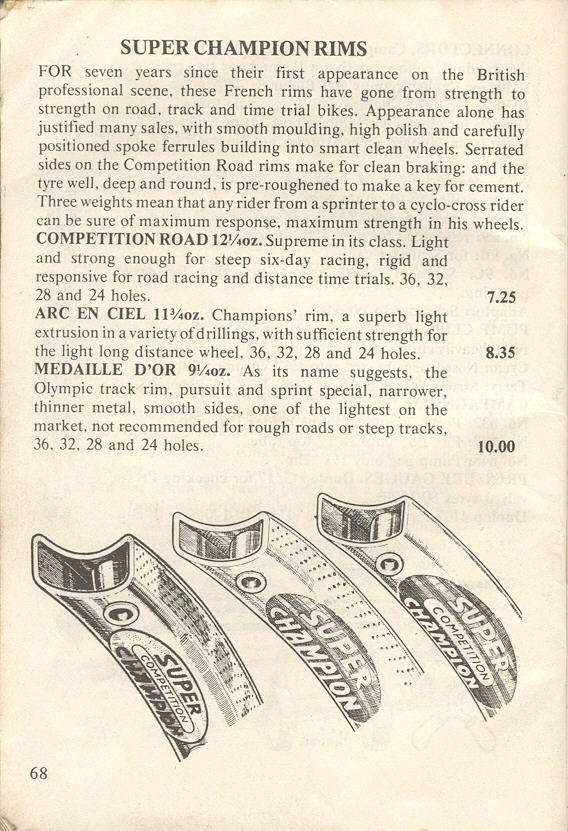 SUPER CHAMPION RIMS
FOR seven years since their first appearance on the British
professional scene, these French rims have gone from strength to
strength on road, track and time trial bikes. Appearance alone has
justified many sales, with smooth moulding, high polish and carefully
positioned spoke ferrules building into smart clean wheels. Serrated
sides on the Competition Road rims make for clean braking: and the
tyre well, deep and round, is pre-roughened to make a key for cement.
Three weights mean that any rider from a sprinter to a cyclo-cross rider
can be sure of maximum response, maximum strength in his wheels.
COMPETITION ROAD 12¼oz. Supreme in its class. Light
and strong enough for steep six-day racing, rigid and
responsive for road racing and distance time trials. 36, 32,
28 and 24 holes. 7.25
ARC EN CIEL 11¾oz. Champions' rim, a superb light
extrusion in a variety of drillings, with sufficient strength for
the light long distance wheel, 36, 32, 28 and 24 holes. 8.35
MEDAILLE D'OR 9¼oz. As its name suggests, the
Olympic track rim, pursuit and sprint special, narrower,
thinner metal, smooth sides, one of the lightest on the
market, not recommended for rough roads or steep tracks,
36, 32, 28 and 24 holes. 10.00
SUPER
COMPETITION
CHAMPION
SUPER
CHAMPION
SUPER
COMPETITION
CHAMPION
68